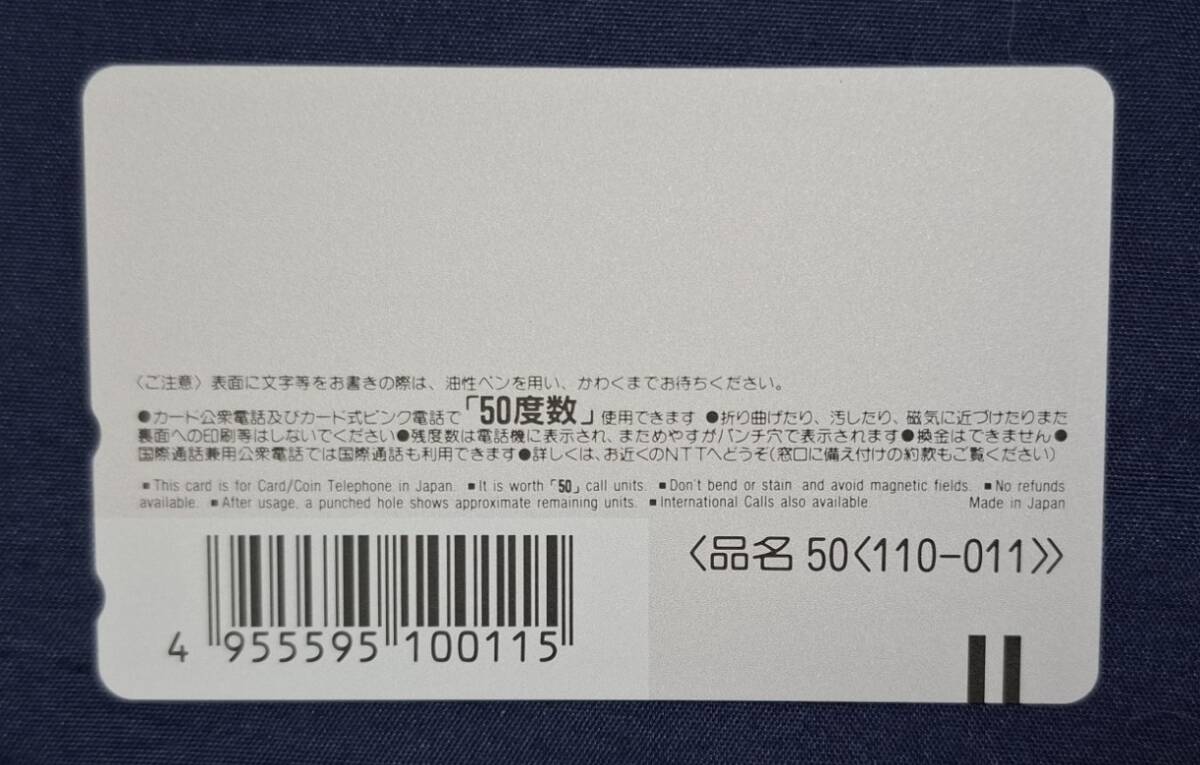 〈ご注意〉表面に文字等をお書きの際は、油性ペンを用い、かわくまでお待ちください。
●カード公衆電話及びカード式ピンク電話で「50度数」使用できます ●折り曲げたり、汚したり、磁気に近づけたりまた
裏面への印刷等はしないでください●残度数は電話機に表示され、まためやすがパンチ穴で表示されます●換金はできません●
国際通話兼用公衆電話では国際通話も利用できます●詳しくは、お近くのNTTへどうぞ(窓口に備え付けの約款もご覧ください)
■This card is for Card/Coin Telephone in Japan. ■It is worth「50」call units. ■Don't bend or stain and avoid magnetic fields. ■No refunds
available. ■After usage, a punched hole shows approximate remaining units. ■International Calls also available. Made in Japan
〈品名 50〈110-011〉〉
4 955595 100115